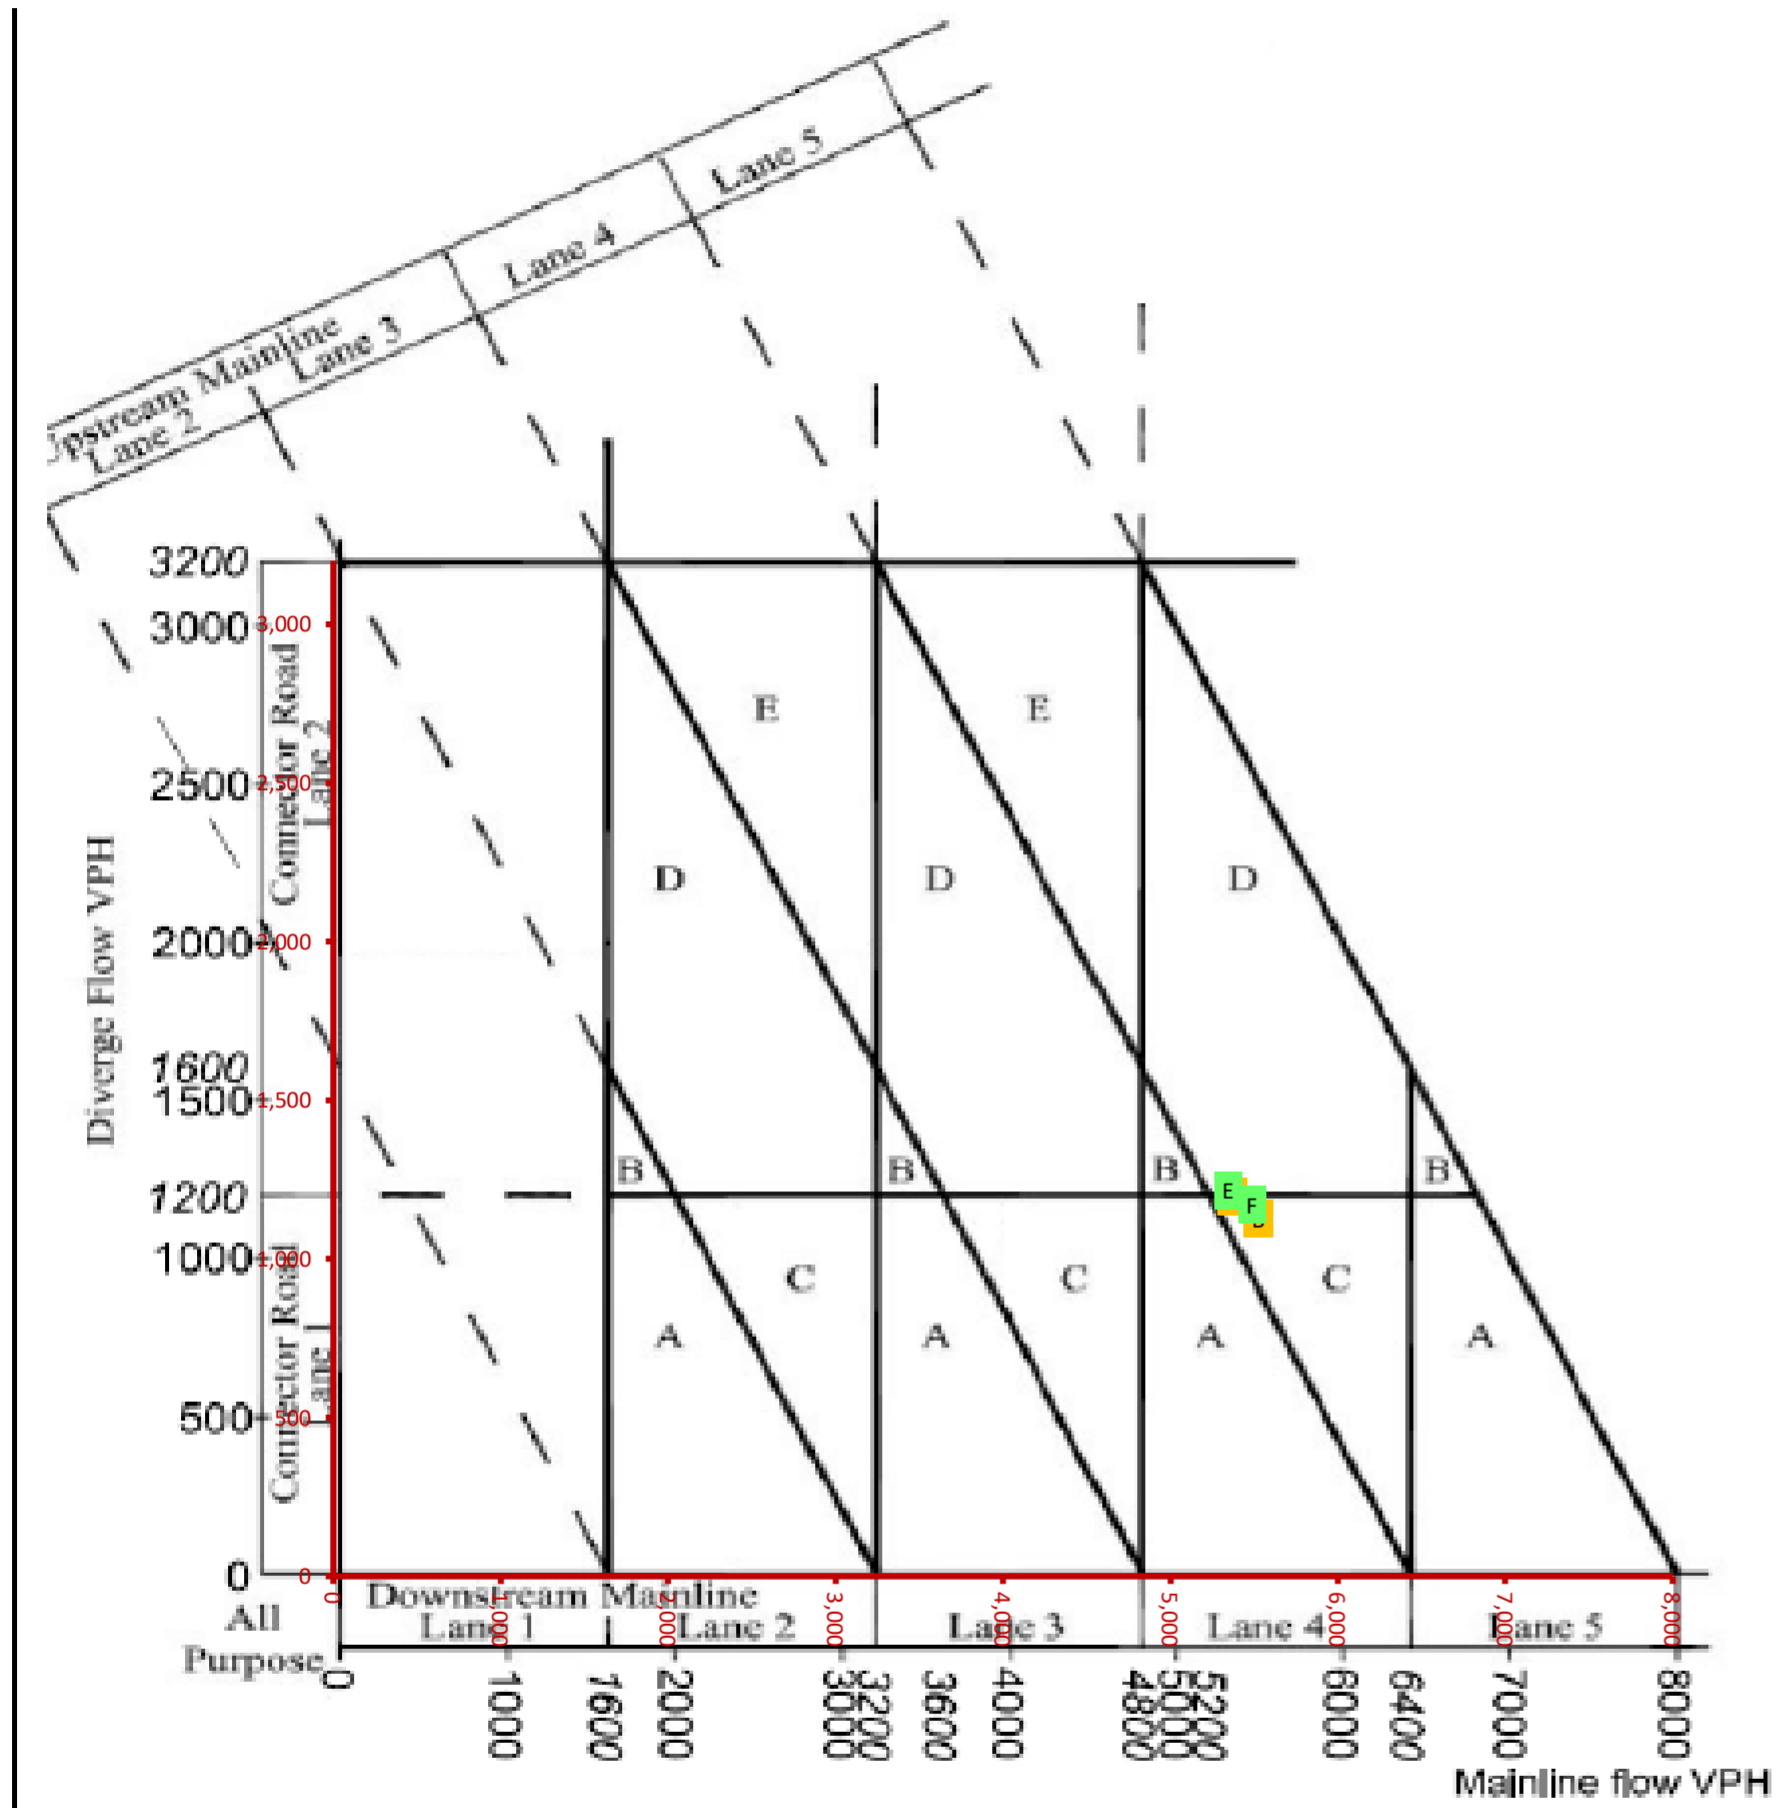 Lane 5
Lane 4
Lane 3
Upstream Mainline
Lane 2
3200
3000
3,000
2500
2,500
2000
2,000
1600
1500
1,500
1200
1000
1,000
500
500
0
0
Diverge Flow VPH
Connector Road
Lane 2
Connector Road
Lane 1
E
E
D
D
D
B
B
B
B
E
F
C
C
C
A
A
A
A
0
1,000
2,000
3,000
4,000
5,000
6,000
7,000
8,000
Downstream Mainline
All
Purpose
Lane 1
Lane 2
Lane 3
Lane 4
Lane 5
0
1000
1600
2000
3000
3200
3600
4000
4800
5000
5200
6000
6400
7000
8000
Mainline flow VPH